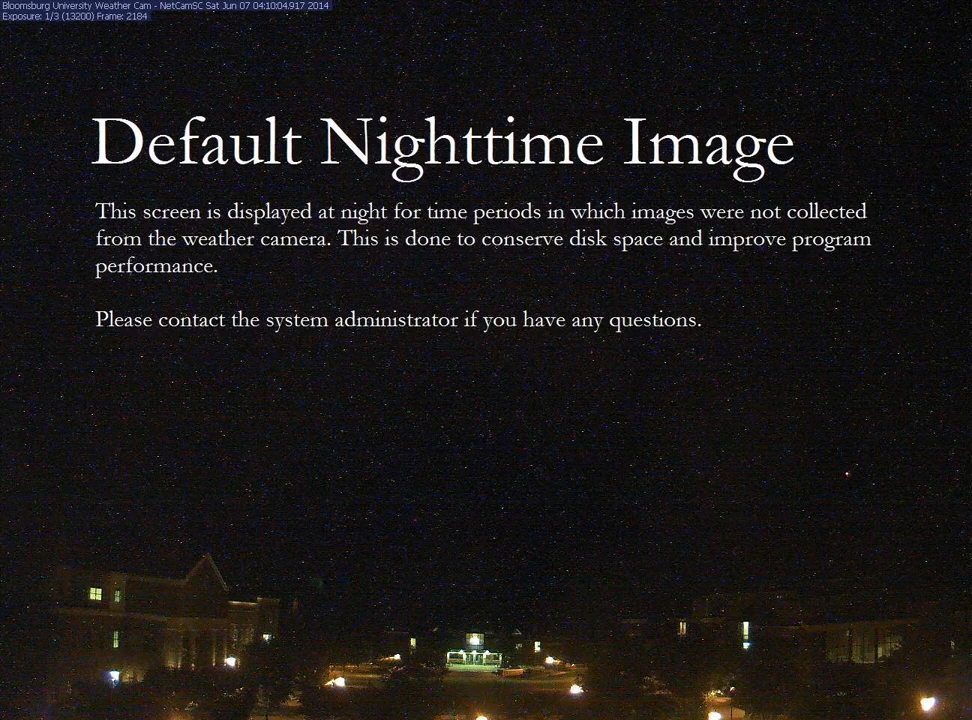 Bloomsburg University Weather Cam - NetCamSC Sat Jun 07 04:10:04.917 2014
Exposure: 1/3 (13200) Frame: 2184
Default Nighttime Image
This screen is displayed at night for time periods in which images were not collected
from the weather camera. This is done to conserve disk space and improve program
performance.
Please contact the system administrator if you have any questions.